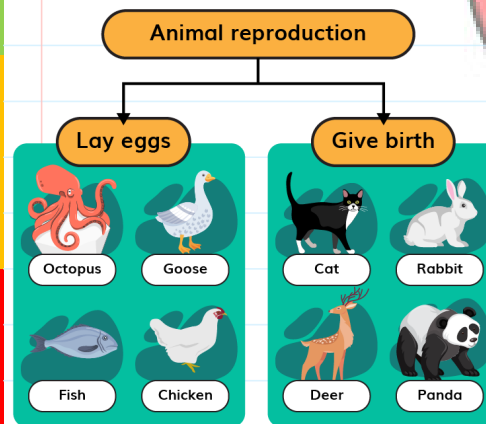 Animal reproduction
Lay eggs
Give birth
Octopus
Goose
Cat
Rabbit
Fish
Chicken
Deer
Panda